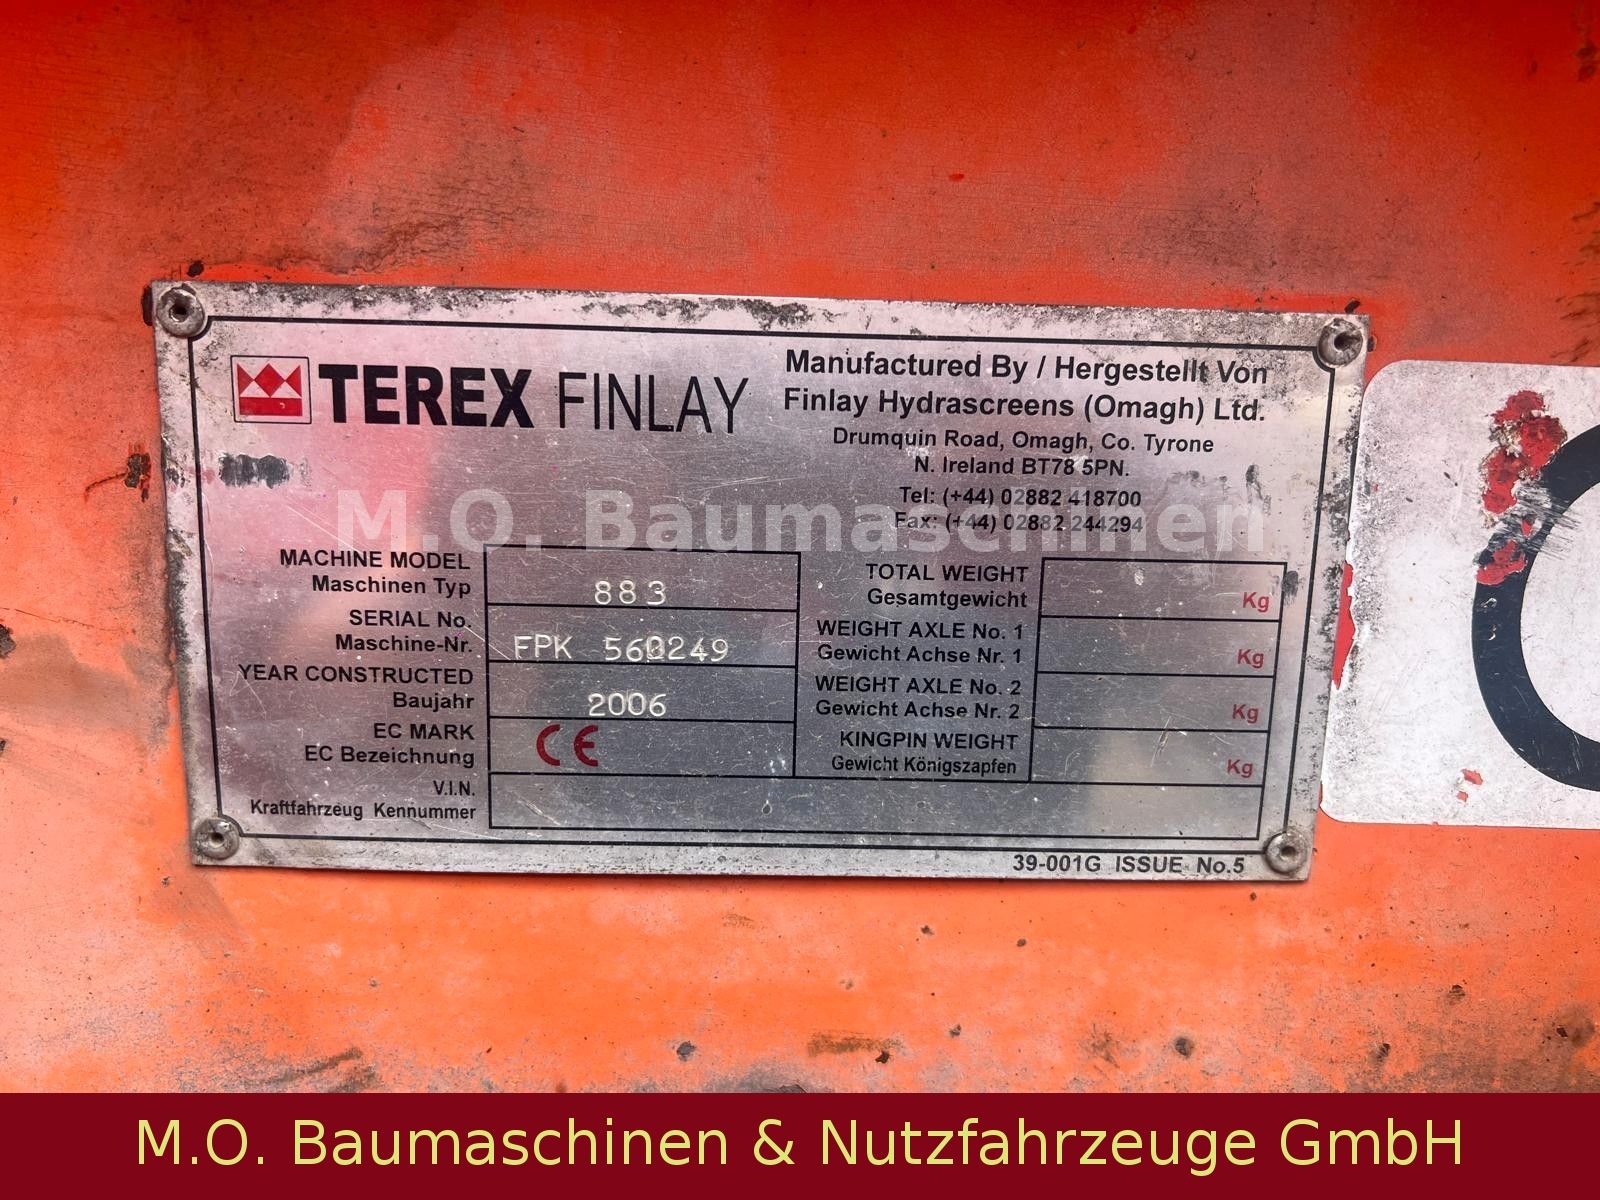 TEREX FINLAY
Manufactured By / Hergestellt Von
Finlay Hydrascreens (Omagh) Ltd.
Drumquin Road, Omagh, Co. Tyrone
N. Ireland BT78 5PN.
Tel: (+44) 02882 418700
Fax: (+44) 02882 244294
M.O. Baumaschinen
MACHINE MODEL
Maschinen Typ
883
SERIAL No.
Maschine-Nr.
FPK 560249
YEAR CONSTRUCTED
Baujahr
2006
EC MARK
EC Bezeichnung
CE
V.I.N.
Kraftfahrzeug Kennummer
TOTAL WEIGHT
Gesamtgewicht
Kg
WEIGHT AXLE No. 1
Gewicht Achse Nr. 1
Kg
WEIGHT AXLE No. 2
Gewicht Achse Nr. 2
Kg
KINGPIN WEIGHT
Gewicht Königszapfen
Kg
39-001G ISSUE No.5
M.O. Baumaschinen & Nutzfahrzeuge GmbH